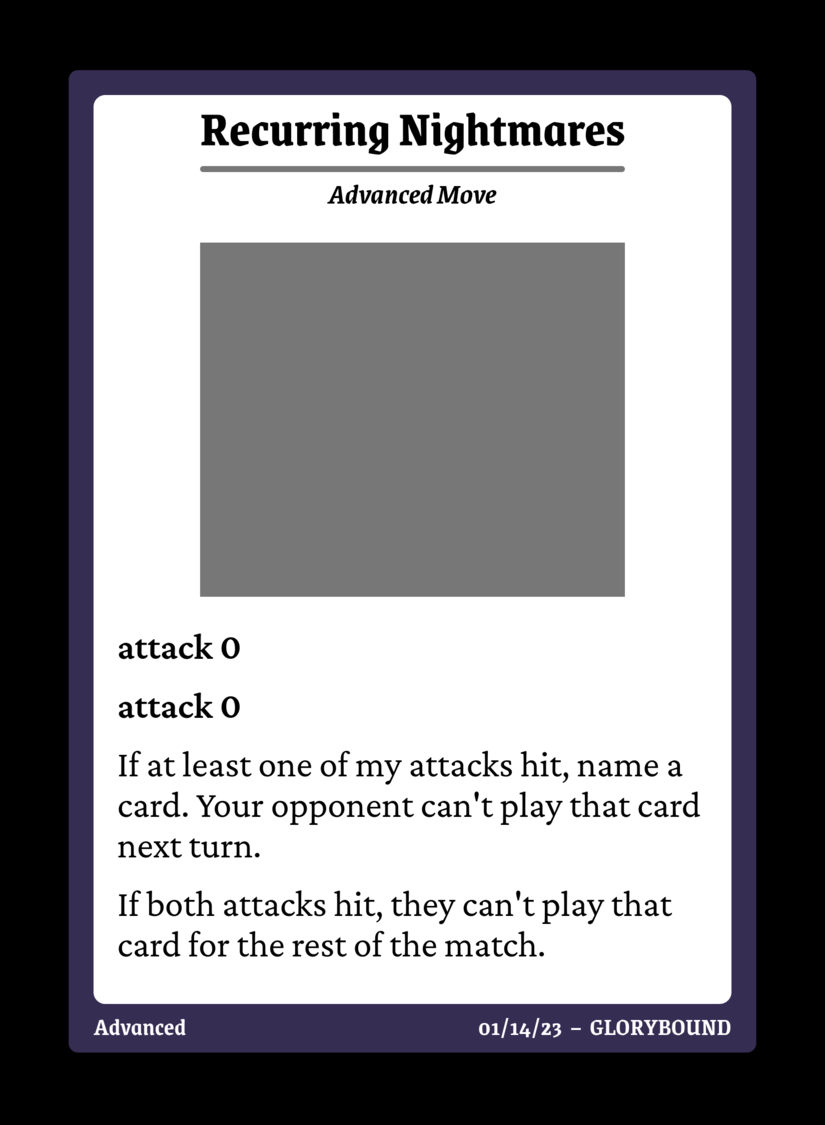 Recurring Nightmares
Advanced Move
attack 0
attack 0
If at least one of my attacks hit, name a
card. Your opponent can't play that card
next turn.
If both attacks hit, they can't play that
card for the rest of the match.
Advanced
01/14/23 – GLORYBOUND